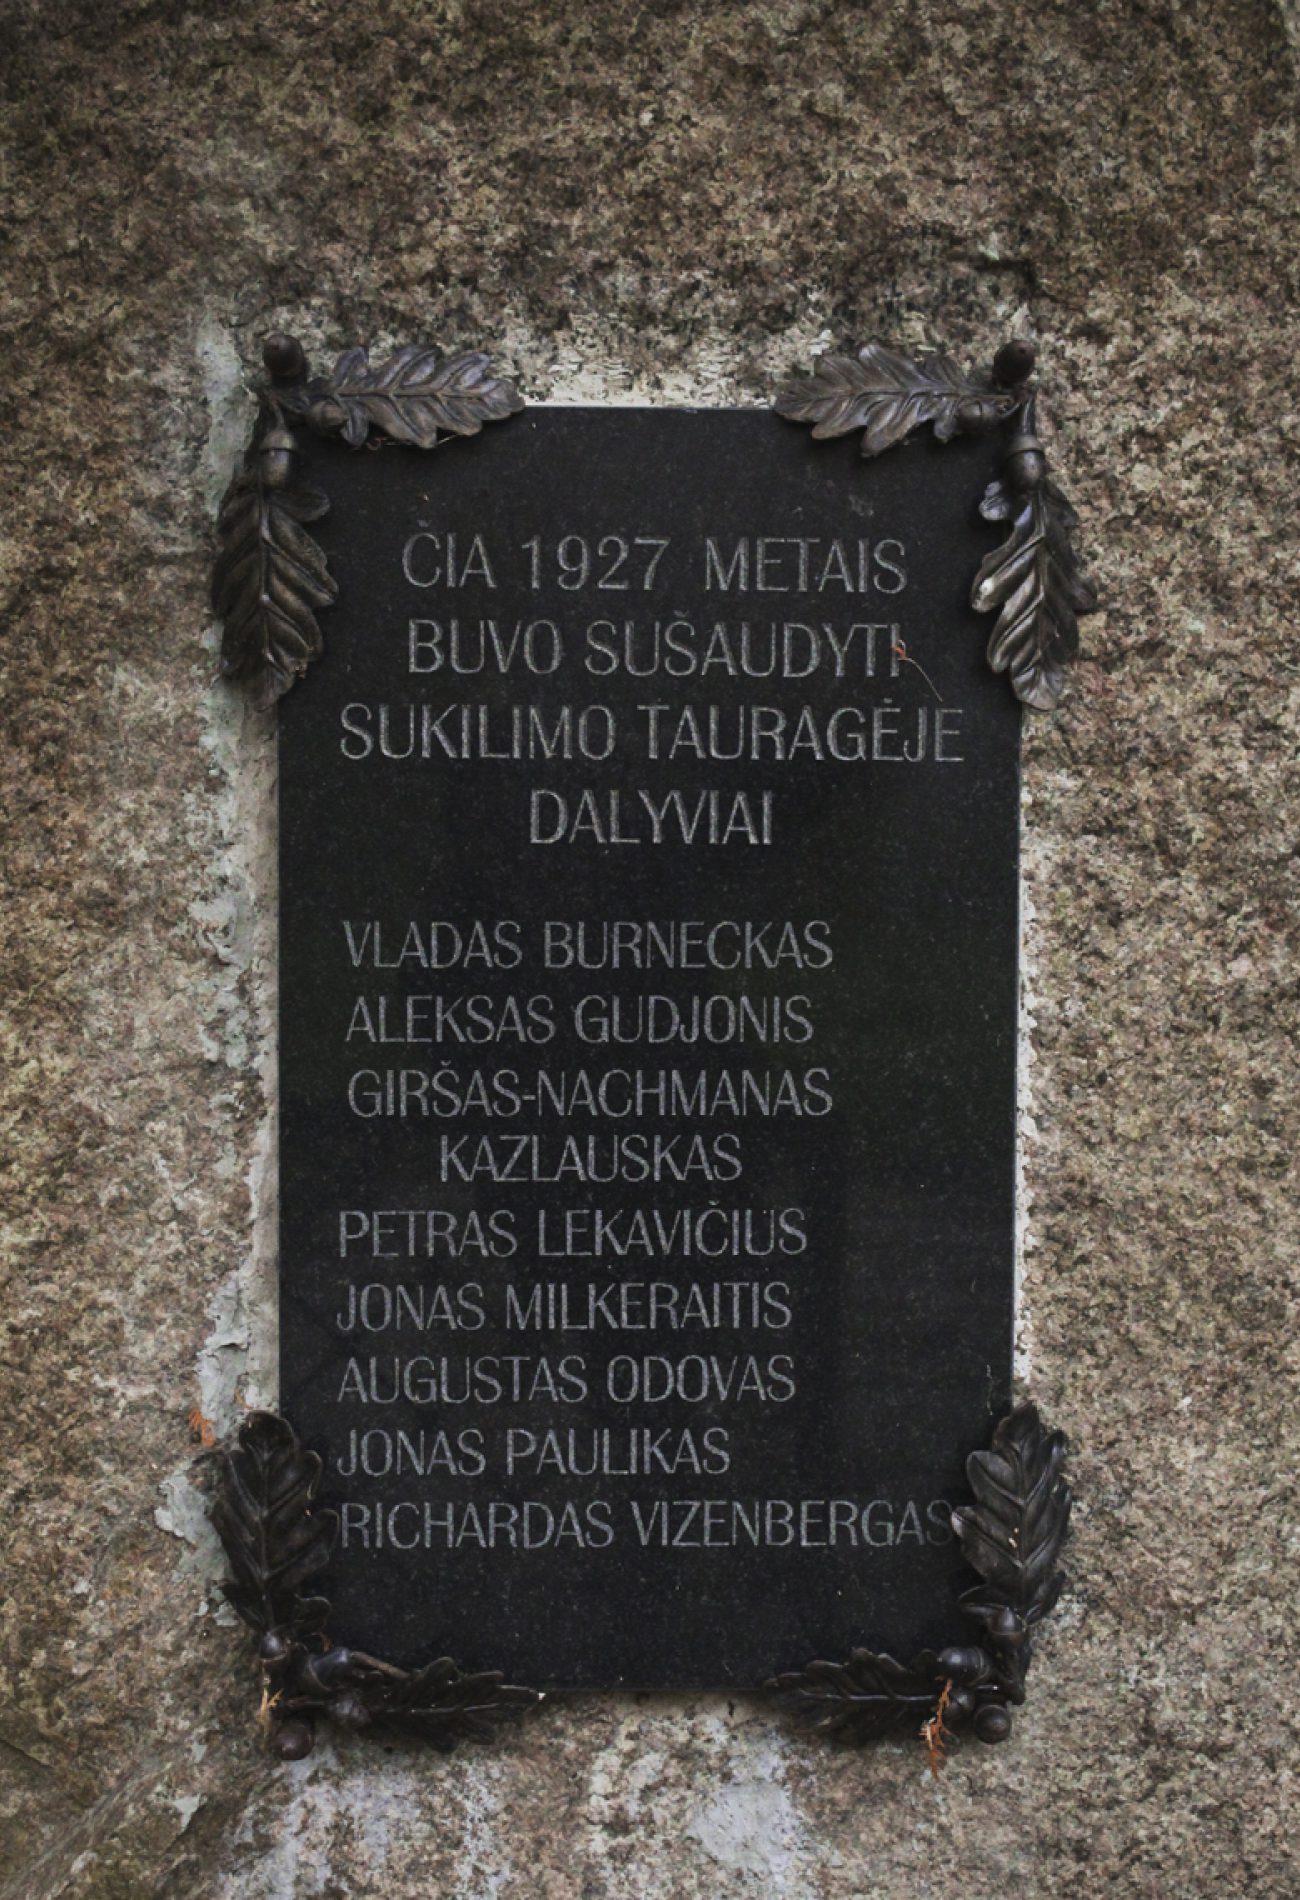 ČIA 1927 METAIS
BUVO SUŠAUDYTI
SUKILIMO TAURAGĖJE
DALYVIAI
VLADAS BURNECKAS
ALEKSAS GUDJONIS
GIRŠAS-NACHMANAS
KAZLAUSKAS
PETRAS LEKAVIČIUS
JONAS MILKERAITIS
AUGUSTAS ODOVAS
JONAS PAULIKAS
RICHARDAS VIZENBERGAS